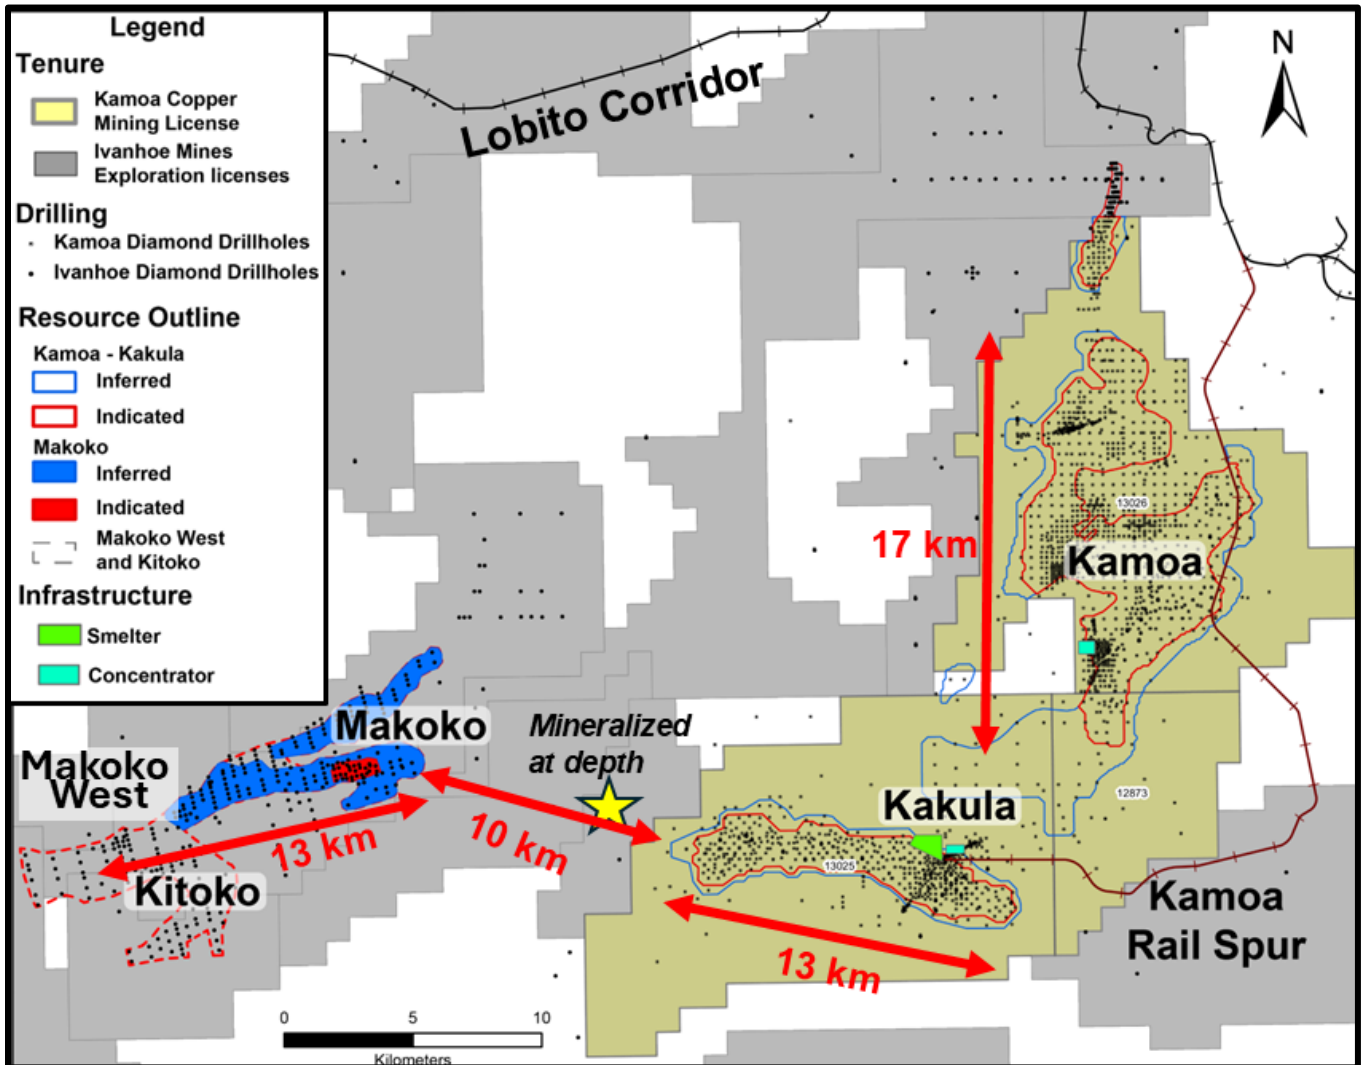 Legend
Tenure
Kamoa Copper
Mining License
Ivanhoe Mines
Exploration licenses
Drilling
Kamoa Diamond Drillholes
Ivanhoe Diamond Drillholes
Resource Outline
Kamoa - Kakula
Inferred
Indicated
Makoko
Inferred
Indicated
Makoko West
and Kitoko
Infrastructure
Smelter
Concentrator
Lobito Corridor
N
17 km
13026
Kamoa
Makoko
Mineralized
at depth
Makoko
West
12873
Kakula
10 km
13 km
13025
Kitoko
Kamoa
Rail Spur
13 km
0
5
10
Kilometers